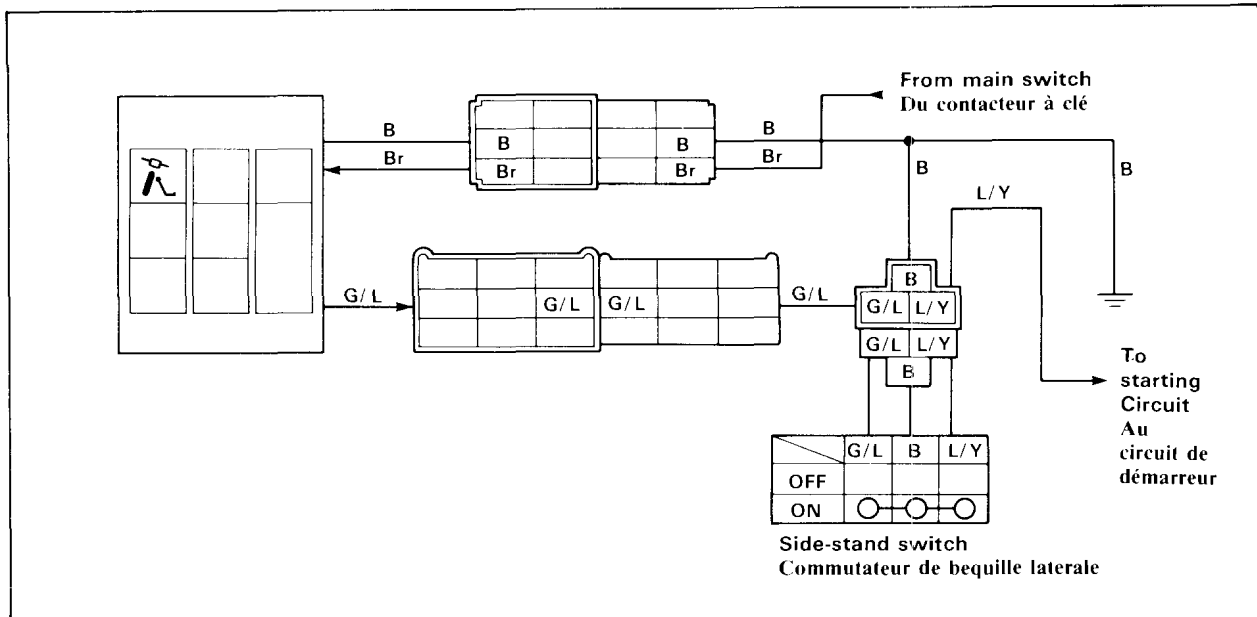 From main switch
Du contacteur à clé
B
B
B
B
Br
Br
Br
Br
B
B
L/Y
G/L
G/L
G/L
G/L
B
G/L L/Y
G/L L/Y
B
To
starting
Circuit
Au
circuit de
démarreur
G/L B L/Y
OFF
ON
Side-stand switch
Commutateur de bequille laterale